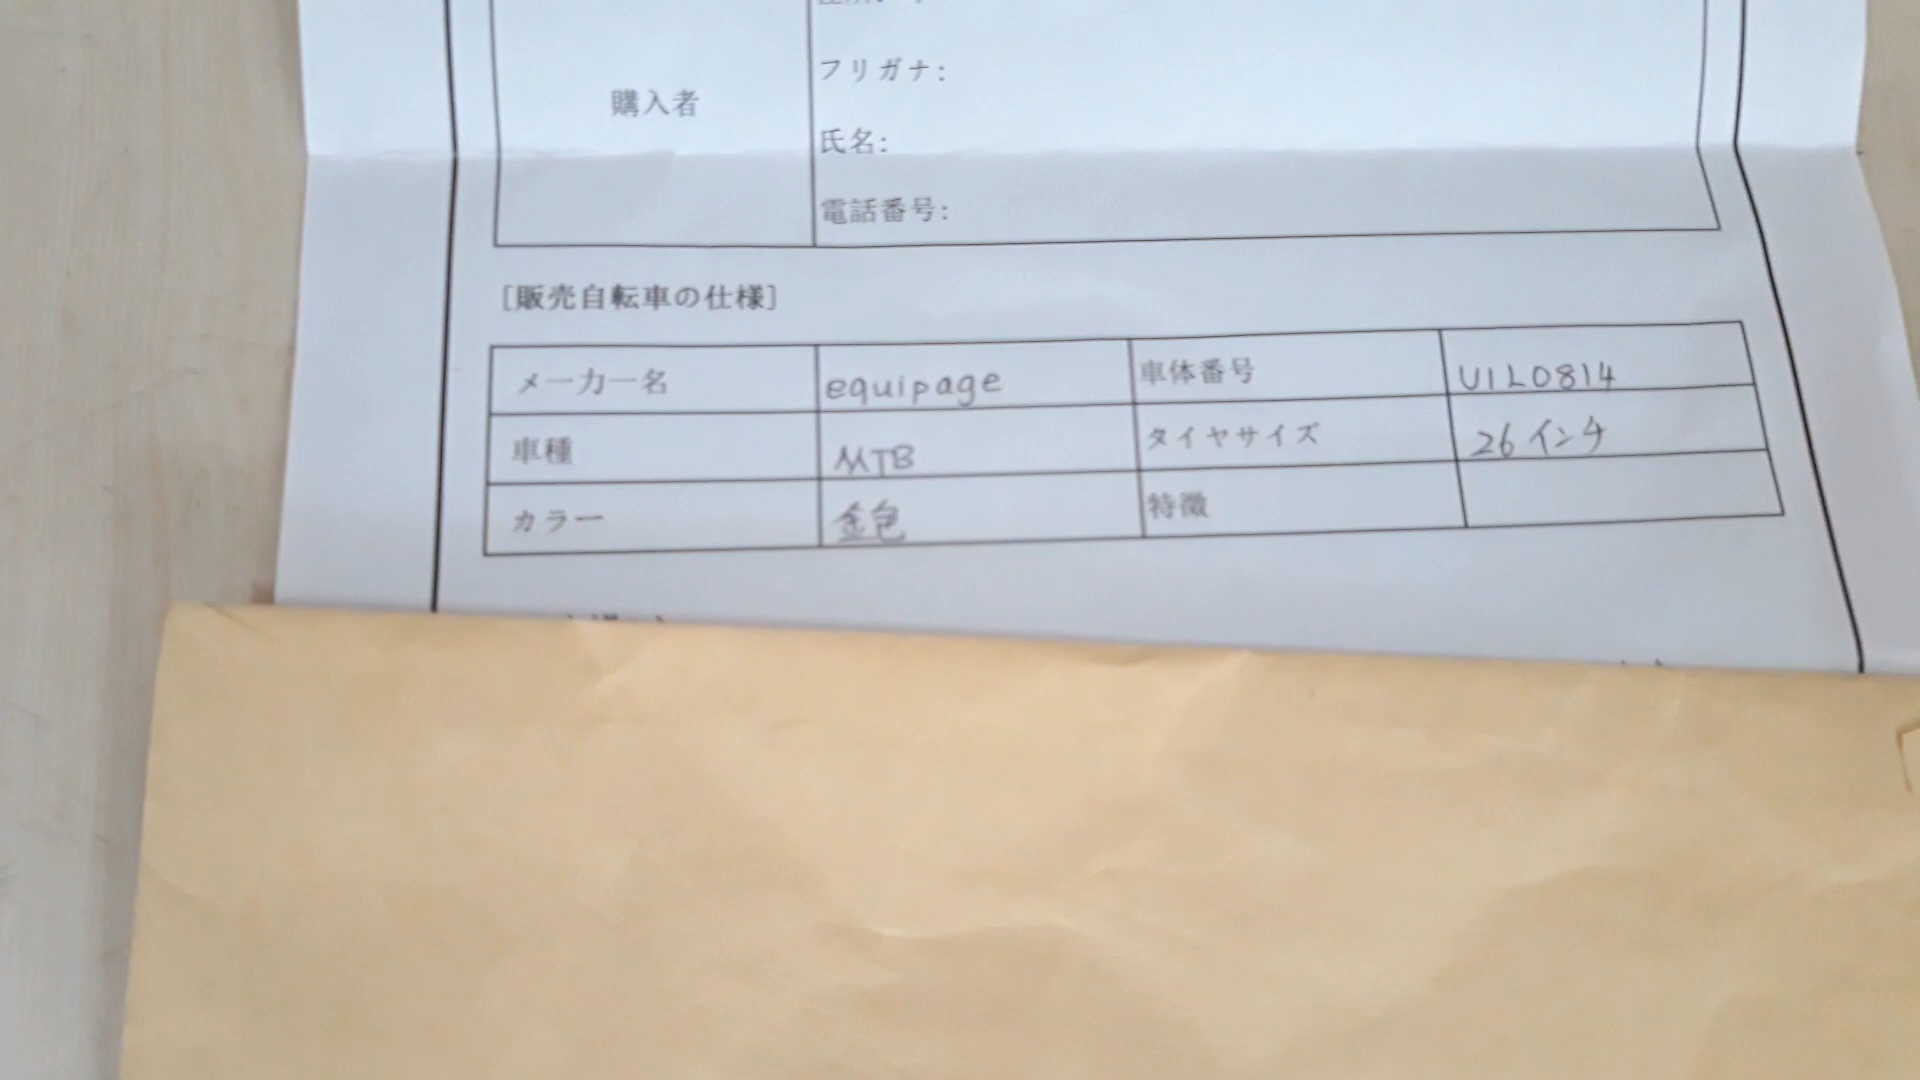 フリガナ:
購入者
氏名:
電話番号:
[販売自転車の仕様]
メーカー名 equipage 車体番号 U1L0814
車種 MTB タイヤサイズ 26インチ
カラー 金色 特徴